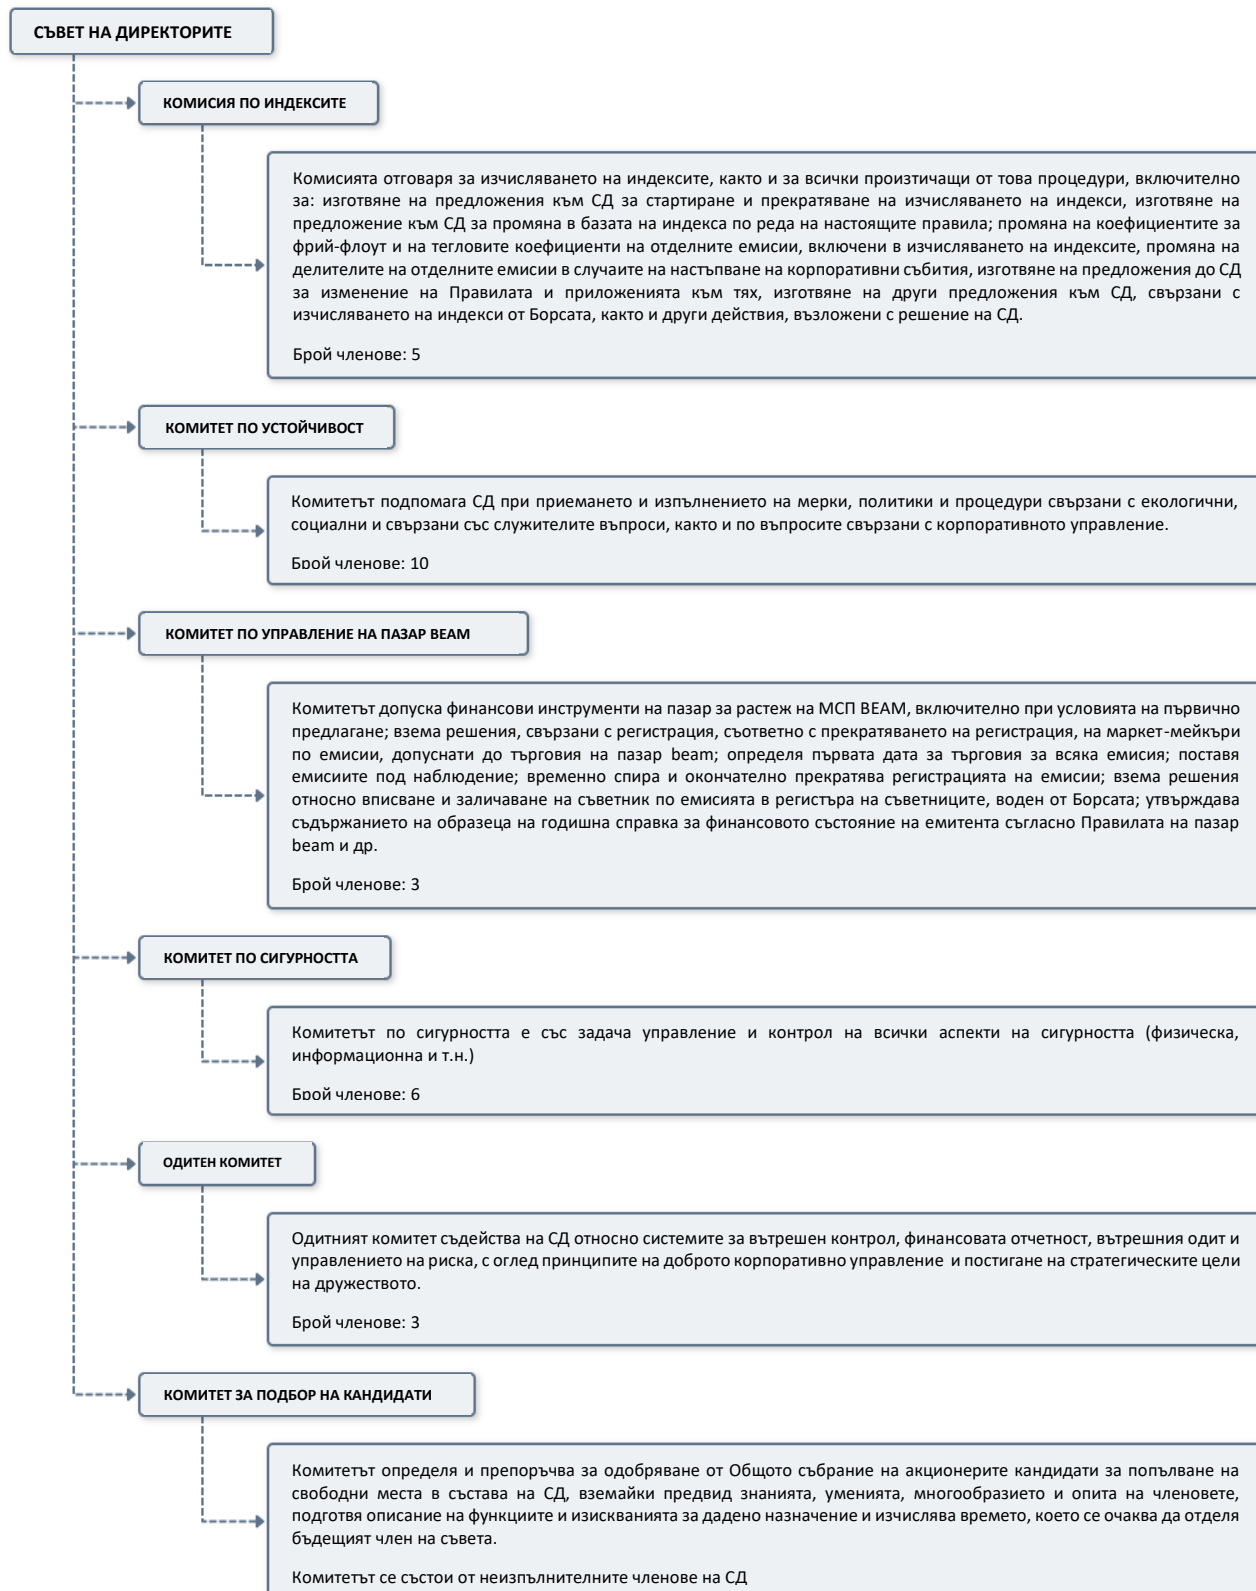 СЪВЕТ НА ДИРЕКТОРИТЕ
КОМИСИЯ ПО ИНДЕКСИТЕ
Комисията отговаря за изчисляването на индексите, както и за всички произтичащи от това процедури, включително
за: изготвяне на предложения към СД за стартиране и прекратяване на изчисляването на индекси, изготвяне на
предложение към СД за промяна в базата на индекса по реда на настоящите правила; промяна на коефициентите за
фрий-флоут и на тегловите коефициенти на отделните емисии, включени в изчисляването на индексите, промяна на
делителите на отделните емисии в случаите на настъпване на корпоративни събития, изготвяне на предложения до СД
за изменение на Правилата и приложенията към тях, изготвяне на други предложения към СД, свързани с
изчисляването на индекси от Борсата, както и други действия, възложени с решение на СД.
Брой членове: 5
КОМИТЕТ ПО УСТОЙЧИВОСТ
Комитетът подпомага СД при приемането и изпълнението на мерки, политики и процедури свързани с екологични,
социални и свързани със служителите въпроси, както и по въпросите свързани с корпоративното управление.
Брой членове: 10
КОМИТЕТ ПО УПРАВЛЕНИЕ НА ПАЗАР BEAM
Комитетът допуска финансови инструменти на пазар за растеж на МСП BEAM, включително при условията на първично
предлагане; взема решения, свързани с регистрация, съответно с прекратяването на регистрация, на маркет-мейкъри
по емисии, допуснати до търговия на пазар beam; определя първата дата за търговия за всяка емисия; поставя
емисиите под наблюдение; временно спира и окончателно прекратява регистрацията на емисии; взема решения
относно вписване и заличаване на съветник по емисията в регистъра на съветниците, воден от Борсата; утвърждава
съдържанието на образеца на годишна справка за финансовото състояние на емитента съгласно Правилата на пазар
beam и др.
Брой членове: 3
КОМИТЕТ ПО СИГУРНОСТТА
Комитетът по сигурността е със задача управление и контрол на всички аспекти на сигурността (физическа,
информационна и т.н.)
Брой членове: 6
ОДИТЕН КОМИТЕТ
Одитният комитет съдейства на СД относно системите за вътрешен контрол, финансовата отчетност, вътрешния одит и
управлението на риска, с оглед принципите на доброто корпоративно управление и постигане на стратегическите цели
на дружеството.
Брой членове: 3
КОМИТЕТ ЗА ПОДБОР НА КАНДИДАТИ
Комитетът определя и препоръчва за одобряване от Общото събрание на акционерите кандидати за попълване на
свободни места в състава на СД, вземайки предвид знанията, уменията, многообразието и опита на членовете,
подготвя описание на функциите и изискванията за дадено назначение и изчислява времето, което се очаква да отделя
бъдещият член на съвета.
Комитетът се състои от неизпълнителните членове на СД